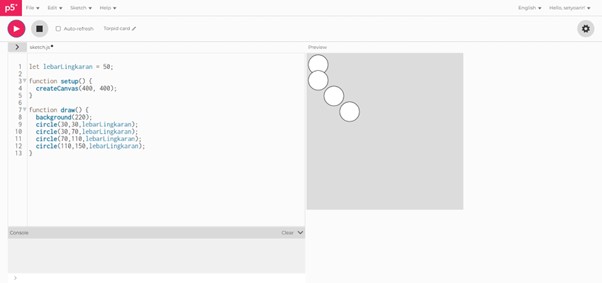 p5*
File Edit Sketch Help
English Hello, setyoarin!
Auto-refresh Torpid card
sketch.js
Preview
1 let lebarLingkaran = 50;
2
3 function setup() {
4 createCanvas(400, 400);
5 }
6
7 function draw() {
8 background(220);
9 circle(30,30,lebarLingkaran);
10 circle(30,70,lebarLingkaran);
11 circle(70,110,lebarLingkaran);
12 circle(110,150,lebarLingkaran);
13 }
Console Clear
>